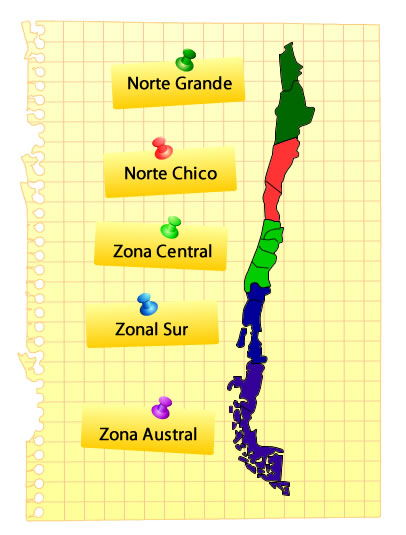 Norte Grande
Norte Chico
Zona Central
Zonal Sur
Zona Austral